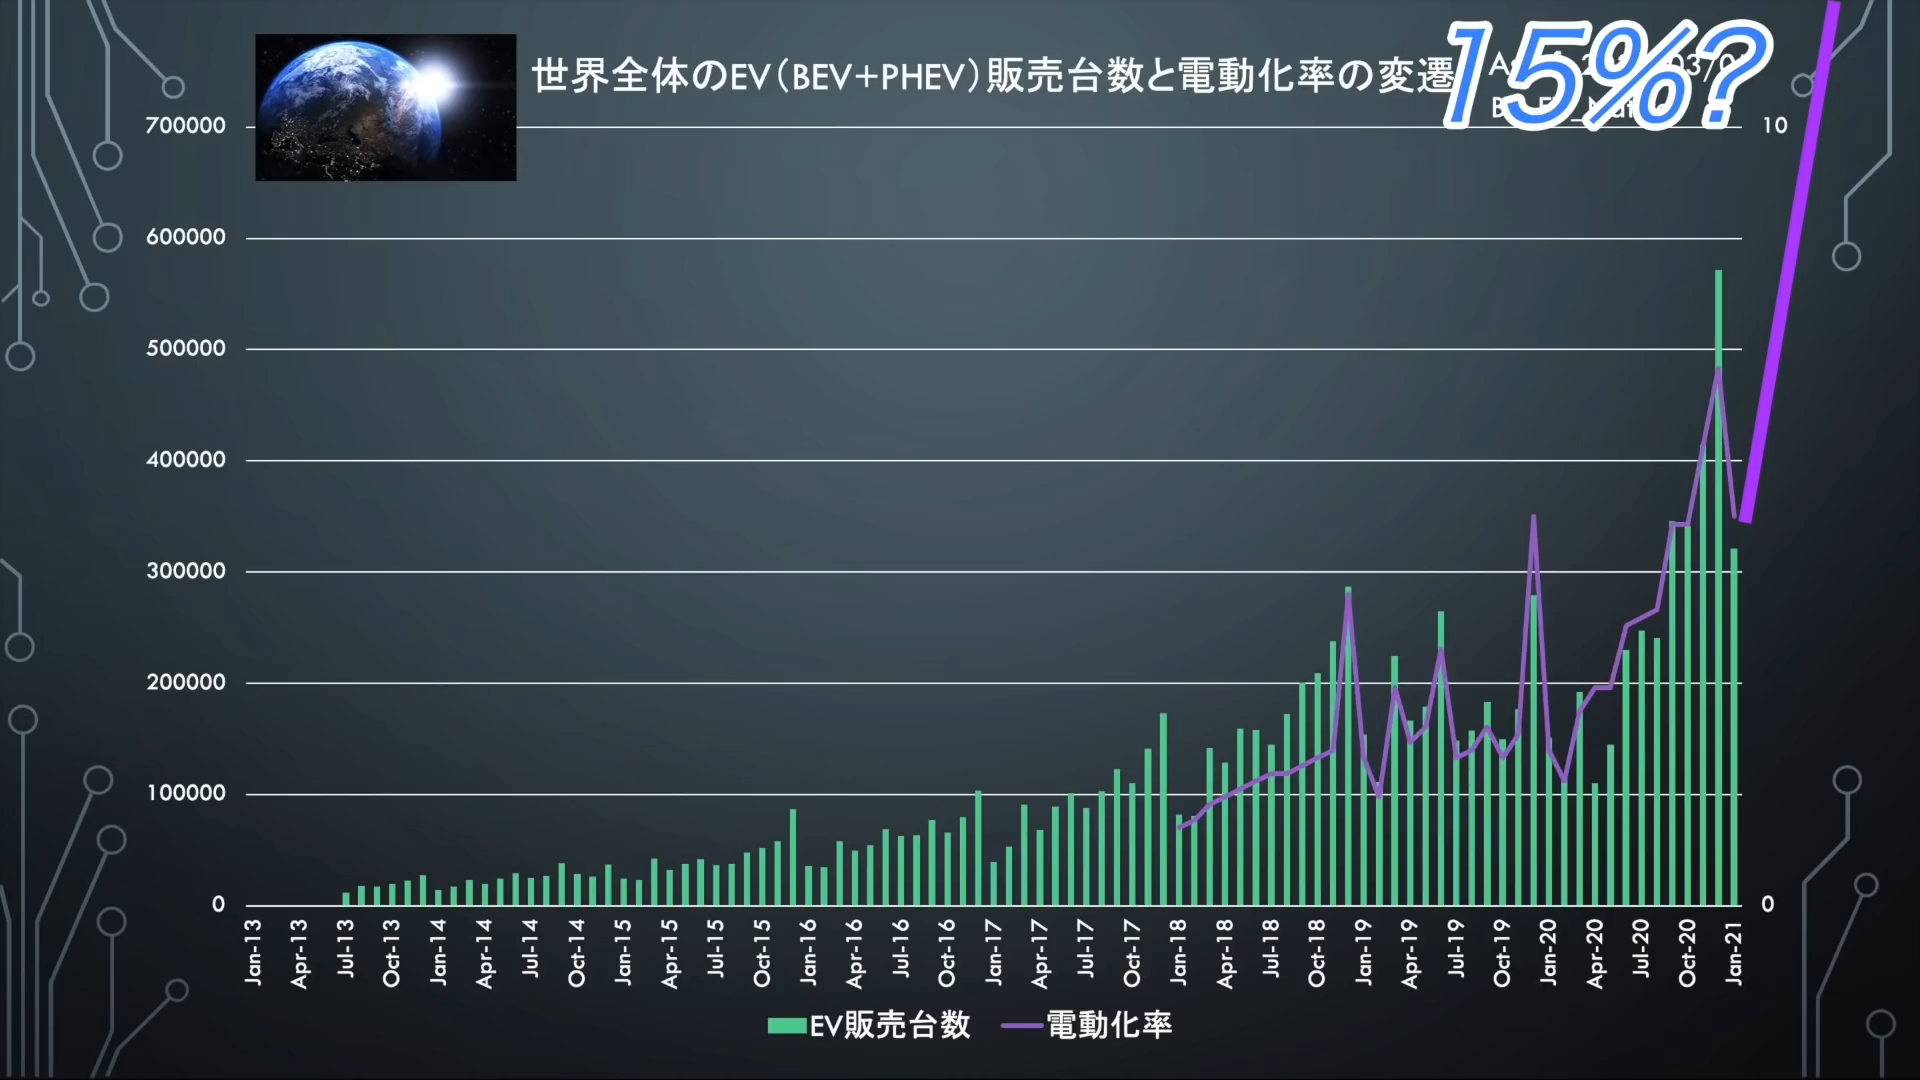 世界全体のEV（BEV+PHEV）販売台数と電動化率の変遷
15%?
700000
600000
500000
400000
300000
200000
100000
0
10
0
Jan-13
Apr-13
Jul-13
Oct-13
Jan-14
Apr-14
Jul-14
Oct-14
Jan-15
Apr-15
Jul-15
Oct-15
Jan-16
Apr-16
Jul-16
Oct-16
Jan-17
Apr-17
Jul-17
Oct-17
Jan-18
Apr-18
Jul-18
Oct-18
Jan-19
Apr-19
Jul-19
Oct-19
Jan-20
Apr-20
Jul-20
Oct-20
Jan-21
EV販売台数
電動化率